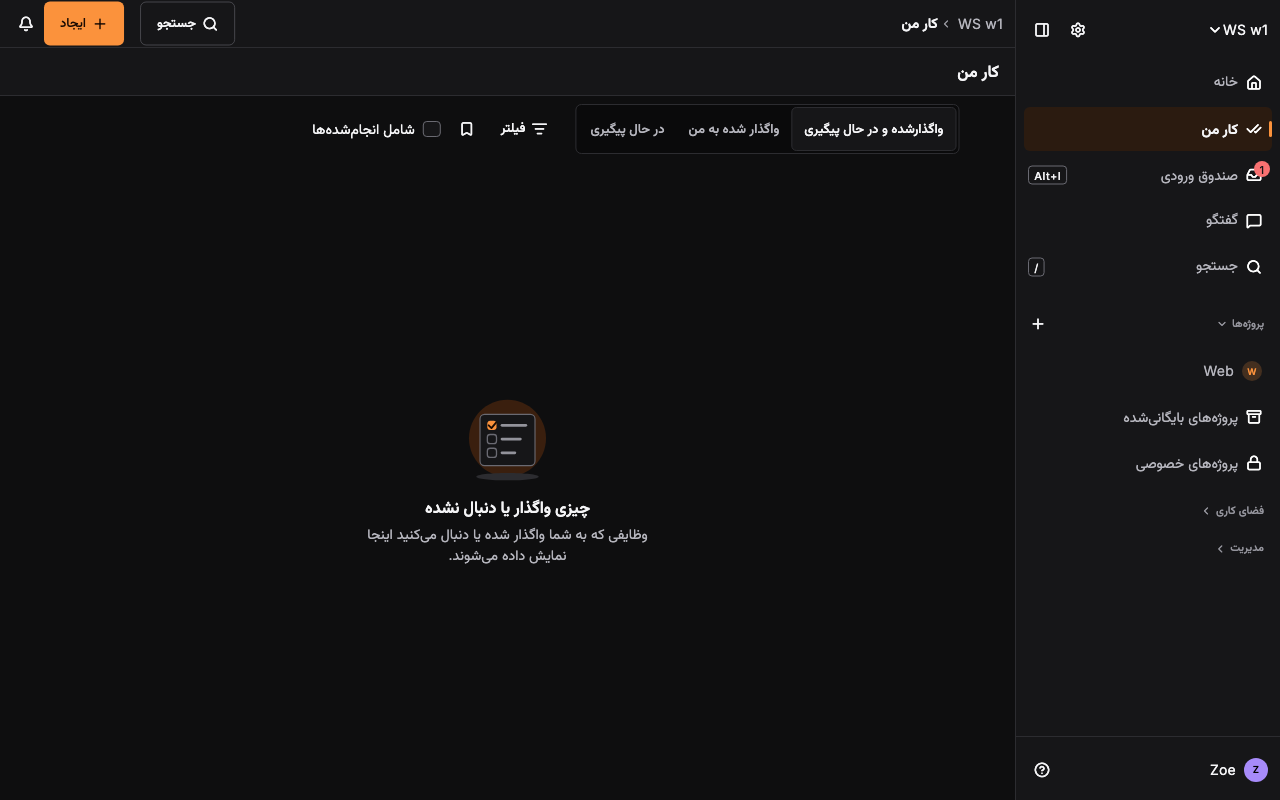 WS w1
خانه
کار من
صندوق ورودی
1
Alt+I
گفتگو
جستجو
/
پروژه‌ها
W
Web
پروژه‌های بایگانی‌شده
پروژه‌های خصوصی
فضای کاری
مدیریت
Z
Zoe
WS w1 › کار من
جستجو
ایجاد
کار من
واگذارشده و در حال پیگیری
واگذار شده به من
در حال پیگیری
فیلتر
شامل انجام‌شده‌ها
چیزی واگذار یا دنبال نشده
وظایفی که به شما واگذار شده یا دنبال می‌کنید اینجا
نمایش داده می‌شوند.